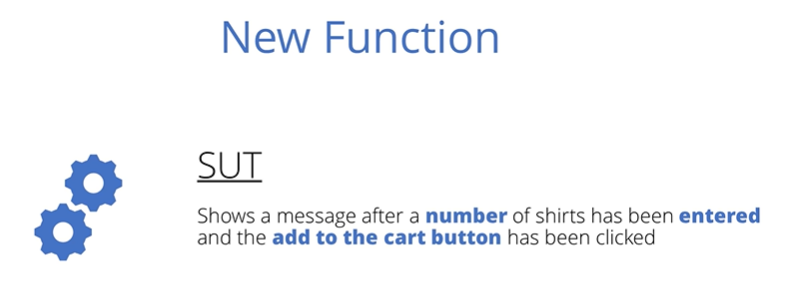 New Function
SUT
Shows a message after a number of shirts has been entered
and the add to the cart button has been clicked